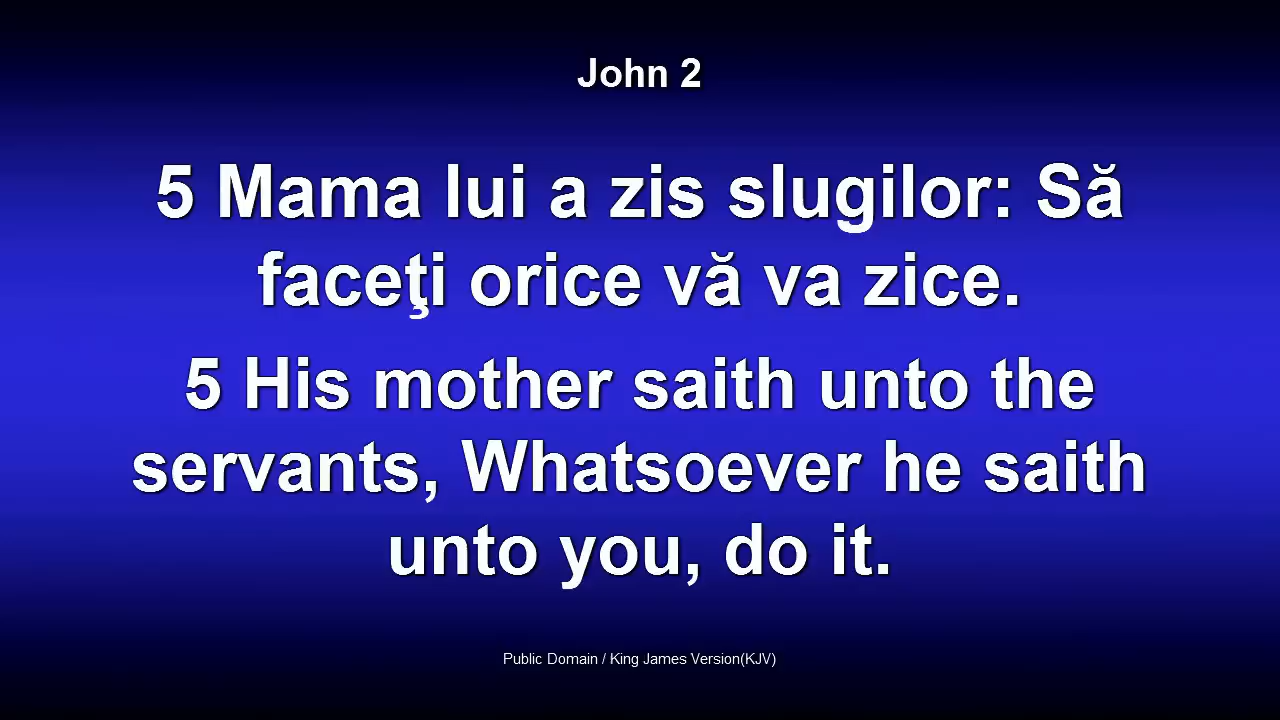 John 2
5 Mama lui a zis slugilor: Să
faceţi orice vă va zice.
5 His mother saith unto the
servants, Whatsoever he saith
unto you, do it.
Public Domain / King James Version(KJV)